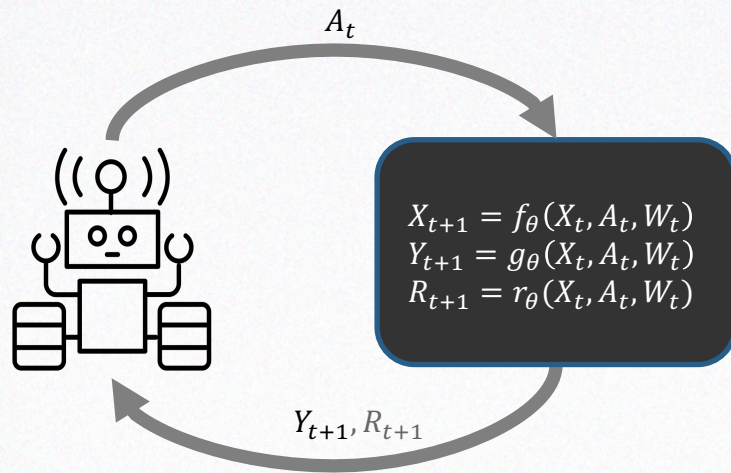 A_t
X_{t+1} = f_θ(X_t, A_t, W_t)
Y_{t+1} = g_θ(X_t, A_t, W_t)
R_{t+1} = r_θ(X_t, A_t, W_t)
Y_{t+1}, R_{t+1}